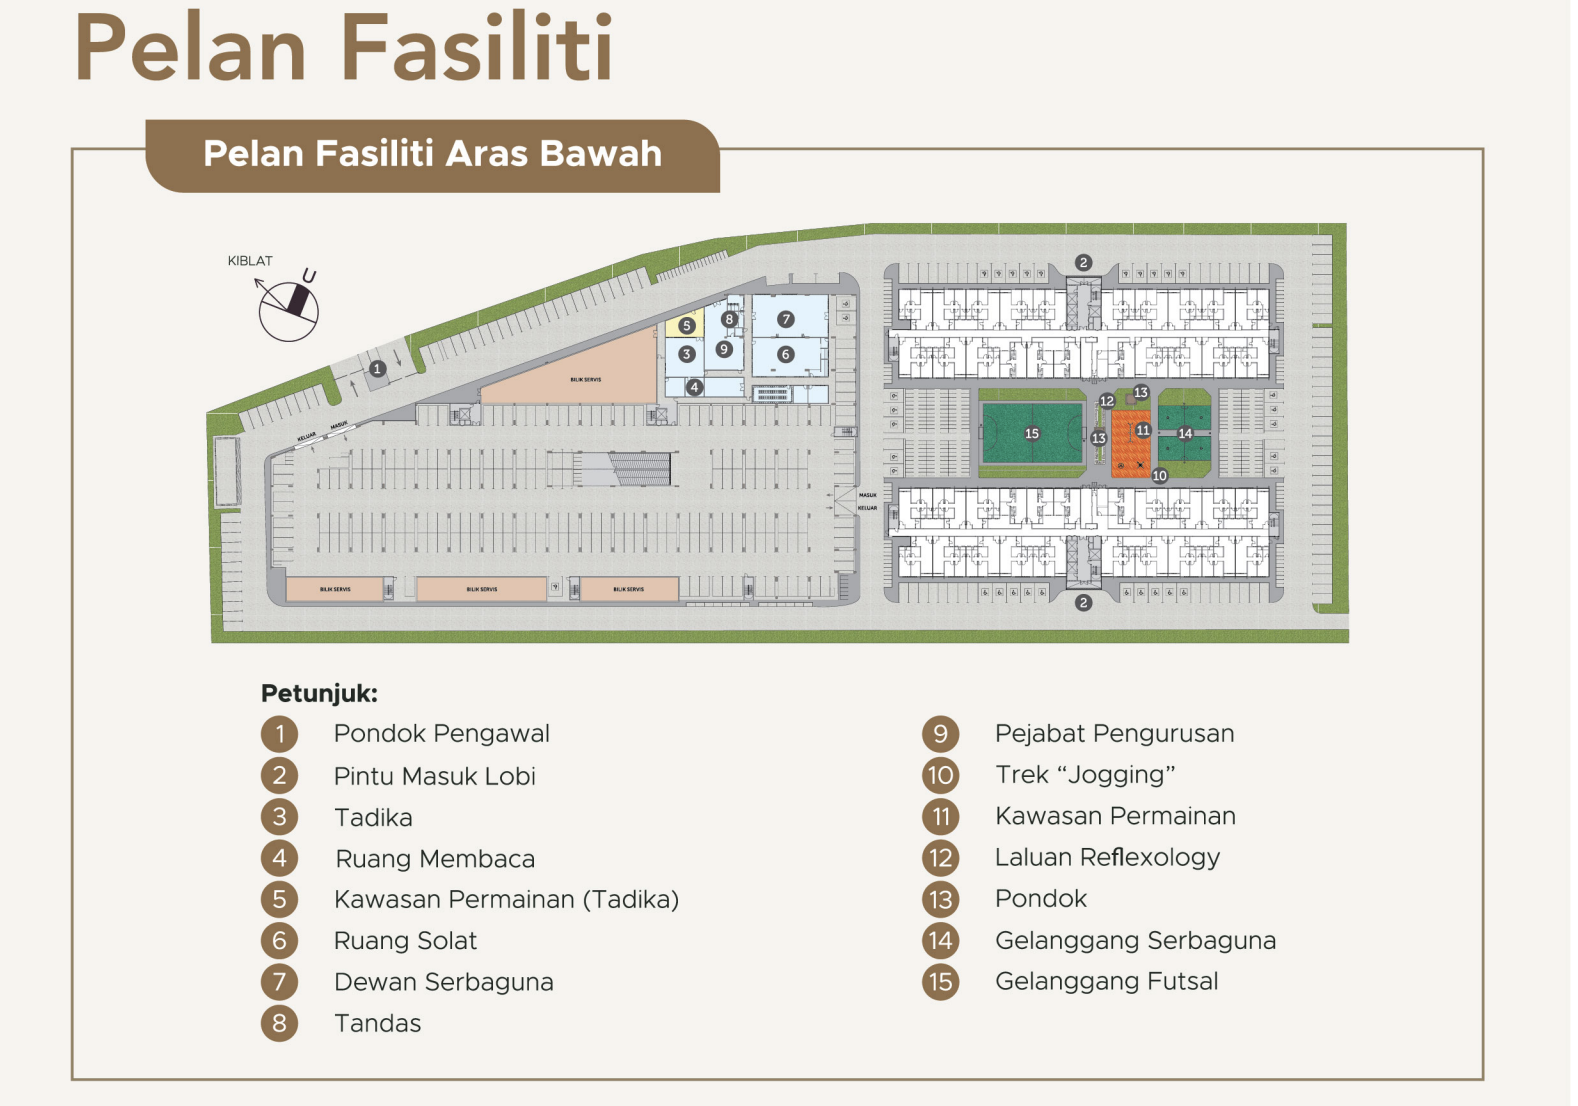 Pelan Fasiliti
Pelan Fasiliti Aras Bawah
KIBLAT
U
2
1
5
8
7
3
9
6
4
BILIK SERVIS
KELUAR
MASUK
13
12
15
13
11
14
10
MASUK
KELUAR
BILIK SERVIS
BILIK SERVIS
BILIK SERVIS
2
Petunjuk:
1 Pondok Pengawal
2 Pintu Masuk Lobi
3 Tadika
4 Ruang Membaca
5 Kawasan Permainan (Tadika)
6 Ruang Solat
7 Dewan Serbaguna
8 Tandas
9 Pejabat Pengurusan
10 Trek “Jogging”
11 Kawasan Permainan
12 Laluan Reflexology
13 Pondok
14 Gelanggang Serbaguna
15 Gelanggang Futsal